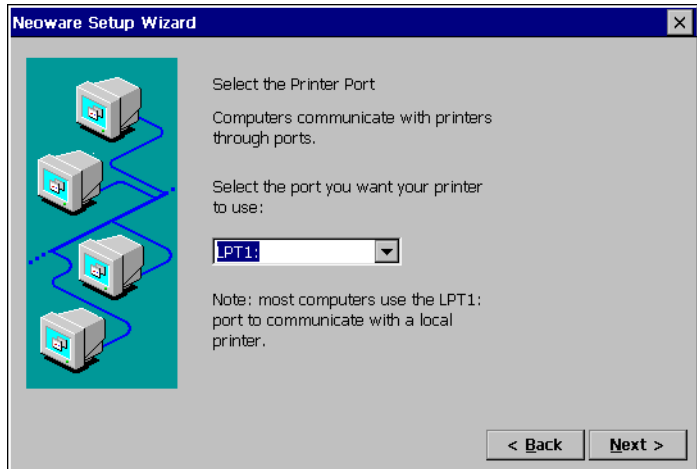 Neoware Setup Wizard
Select the Printer Port
Computers communicate with printers
through ports.
Select the port you want your printer
to use:
LPT1:
Note: most computers use the LPT1:
port to communicate with a local
printer.
< Back
Next >